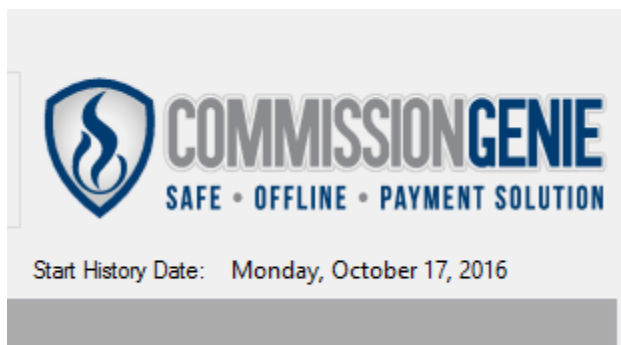 COMMISSIONGENIE
SAFE • OFFLINE • PAYMENT SOLUTION
Start History Date: Monday, October 17, 2016